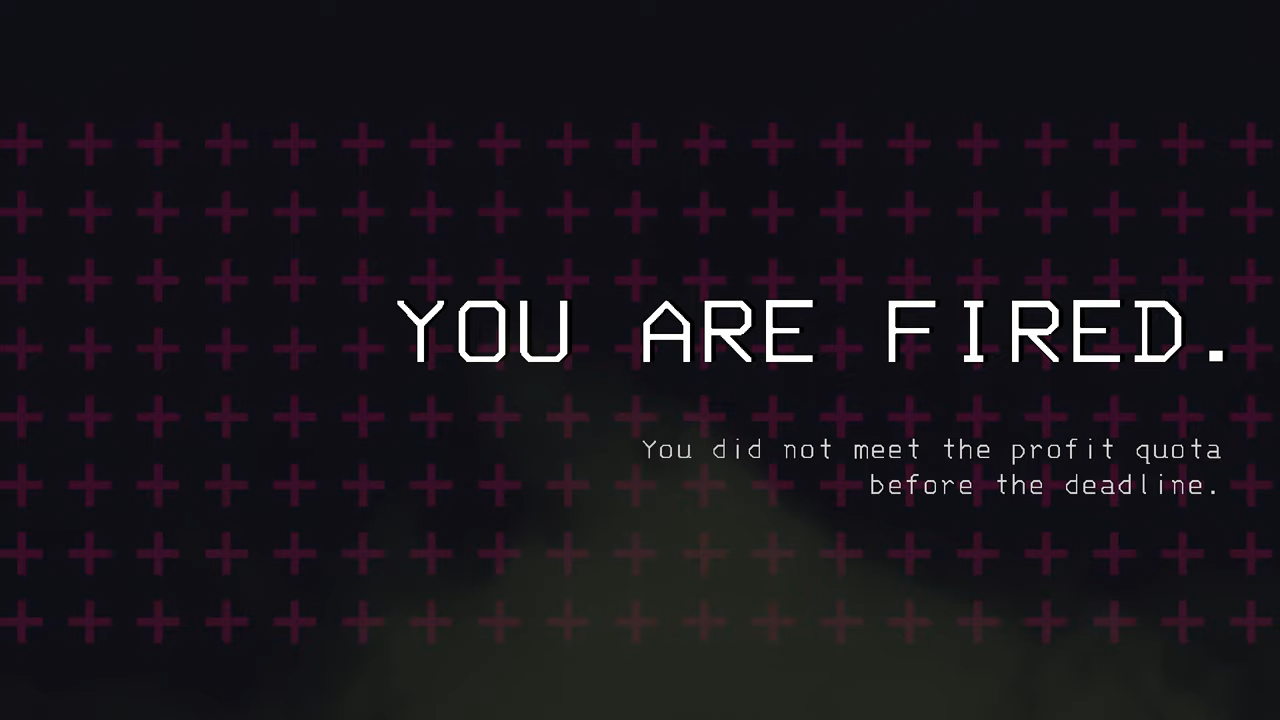 YOU ARE FIRED.
You did not meet the profit quota
before the deadline.